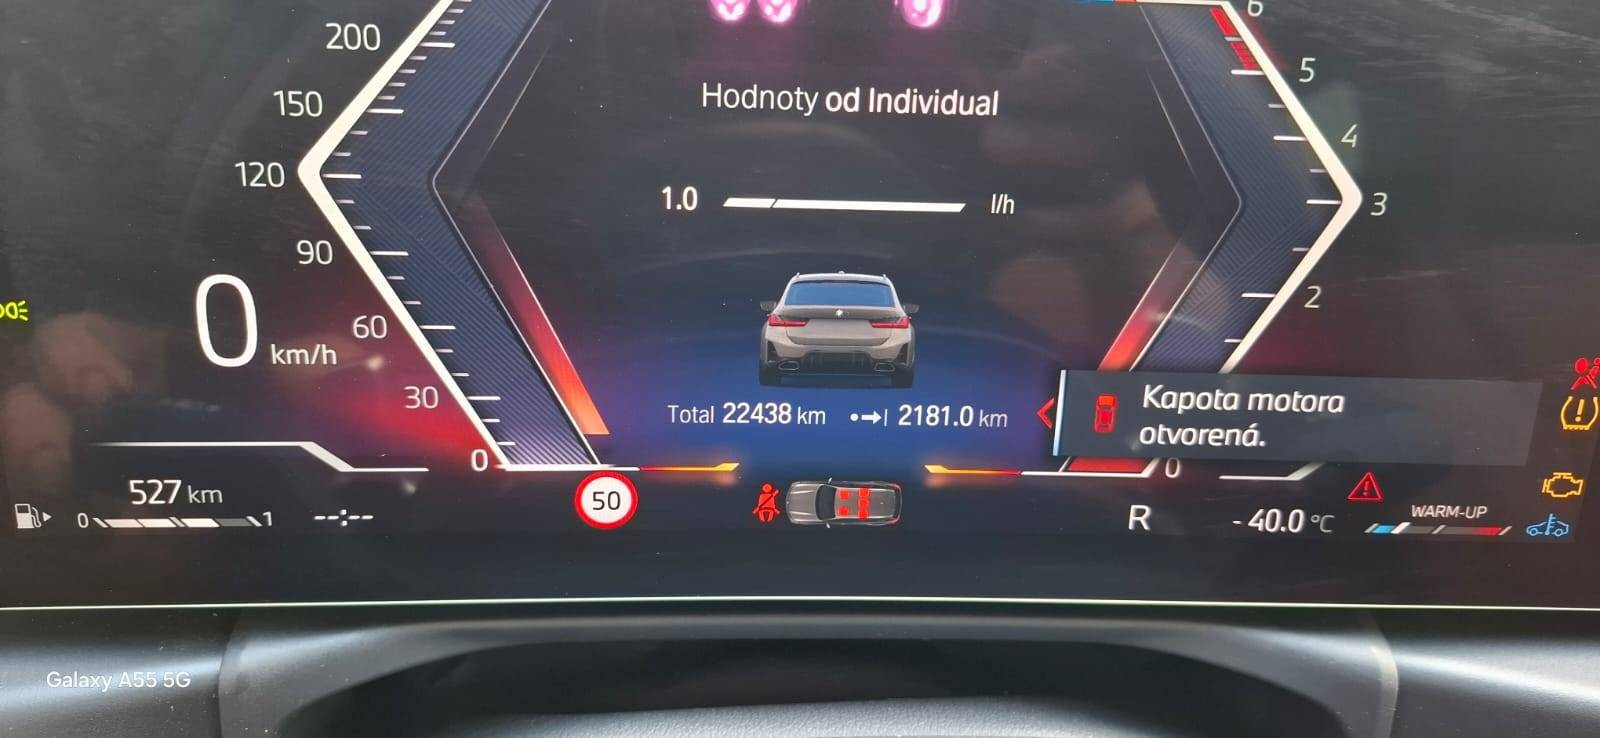 200
150
120
90
60
30
0
0 km/h
Hodnoty od Individual
1.0 l/h
Total 22438 km 2181.0 km
6
5
4
3
2
0
Kapota motora
otvorená.
527 km
0 1
--:--
50
R
-40.0 °C
WARM-UP
Galaxy A55 5G